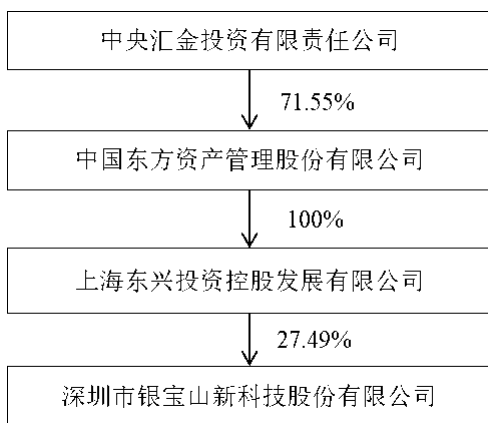 中央汇金投资有限责任公司
71.55%
中国东方资产管理股份有限公司
100%
上海东兴投资控股发展有限公司
27.49%
深圳市银宝山新科技股份有限公司